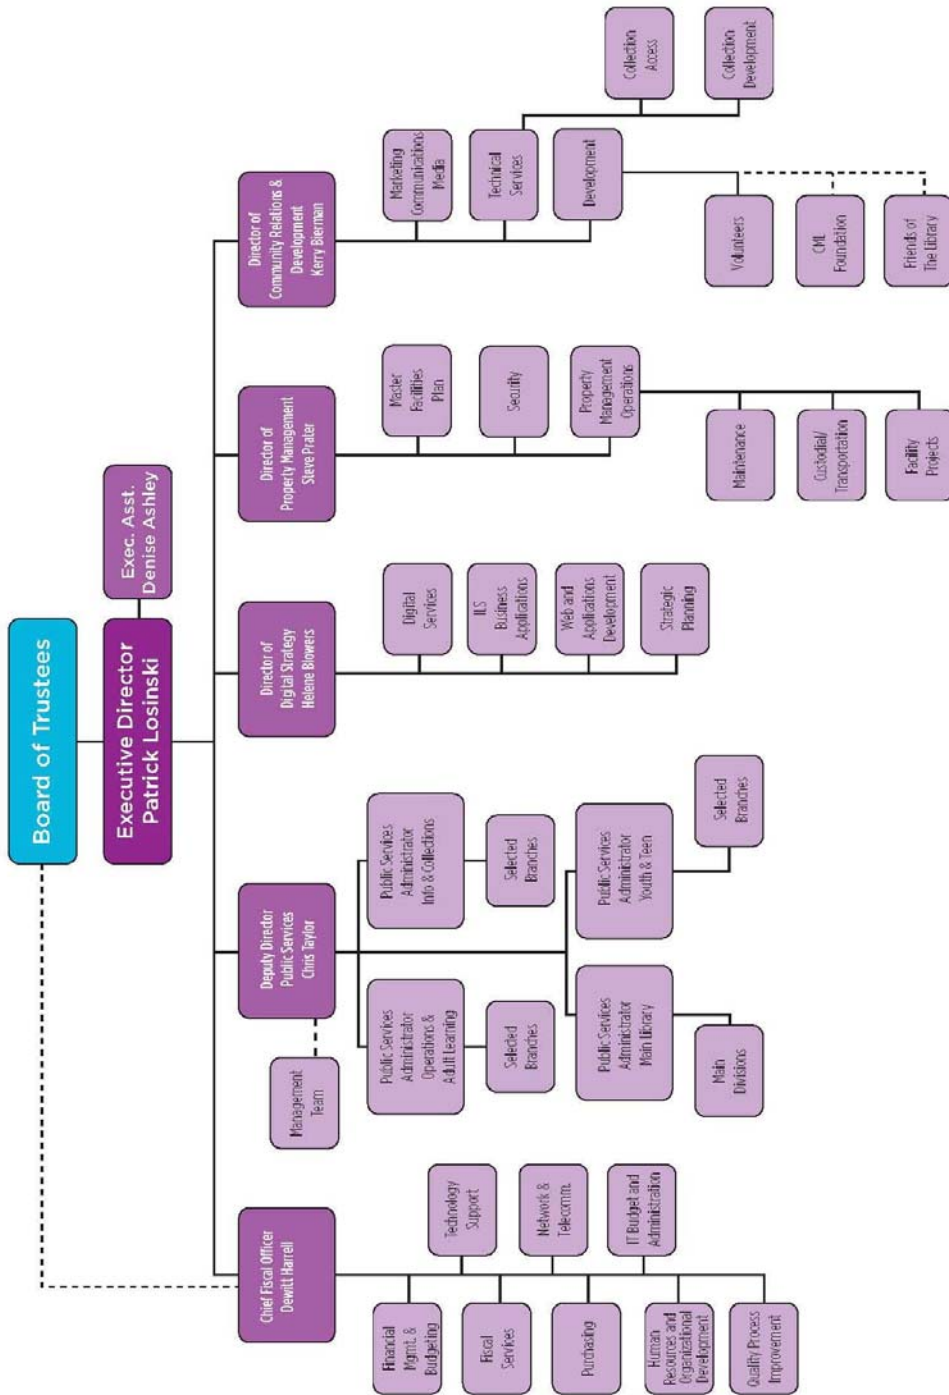 Board of Trustees
Executive Director
Patrick Losinski
Exec. Asst.
Denise Ashley
Chief Fiscal Officer
Dewitt Harrell
Financial
Mgmt. &
Budgeting
Technology
Support
Fiscal
Services
Network &
Telecomm.
Purchasing
IT Budget and
Administration
Human
Resources and
Organizational
Development
Quality Process
Improvement
Deputy Director
Public Services
Chris Taylor
Management
Team
Public Services
Administrator
Operations &
Adult Learning
Selected
Branches
Public Services
Administrator
Info & Collections
Selected
Branches
Public Services
Administrator
Main Library
Main
Divisions
Public Services
Administrator
Youth & Teen
Selected
Branches
Director of
Digital Strategy
Helene Blowers
Digital
Services
ILS
Business
Applications
Web and
Applications
Development
Strategic
Planning
Director of
Property Management
Steve Prater
Master
Facilities
Plan
Security
Property
Management
Operations
Maintenance
Custodial/
Transportation
Facility
Projects
Director of
Community Relations &
Development
Kerry Bierman
Marketing
Communications
Media
Technical
Services
Collection
Access
Collection
Development
Development
Volunteers
CML
Foundation
Friends of
The Library